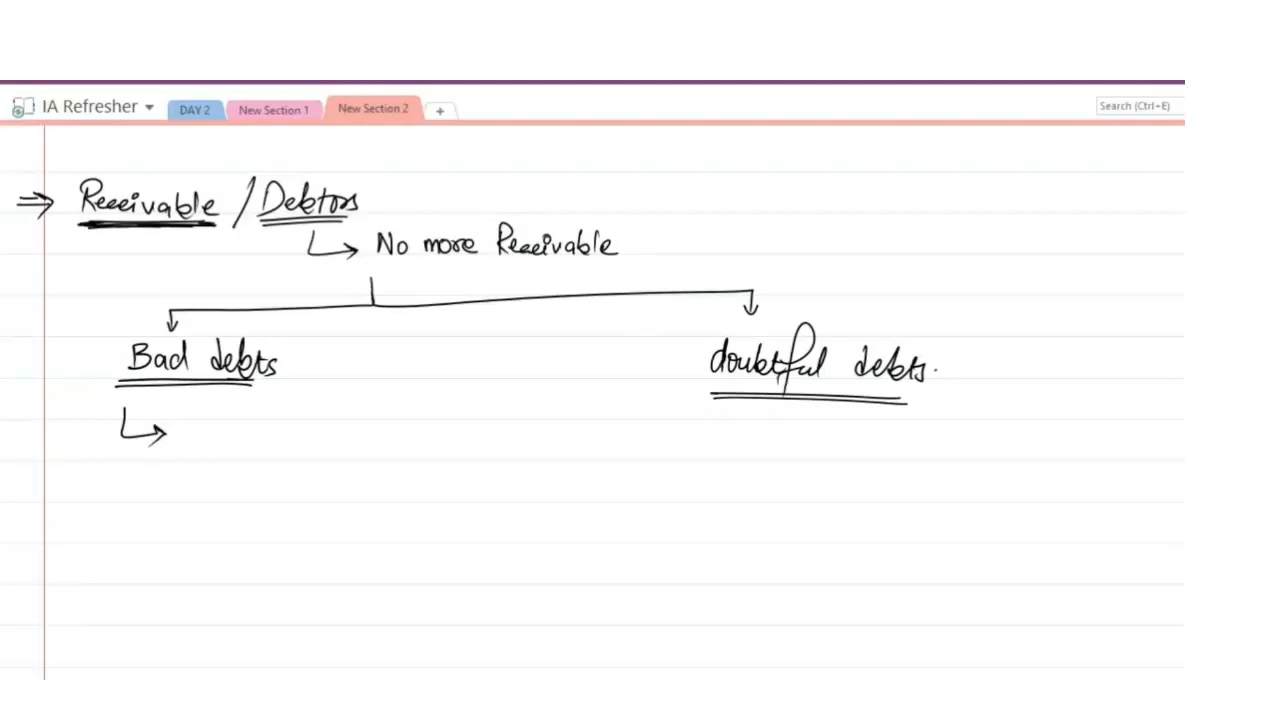 IA Refresher
DAY 2
New Section 1
New Section 2
+
Search (Ctrl+E)
⇒ Receivable / Debtors
↳ No more Receivable
Bad debts
doubtful debts.